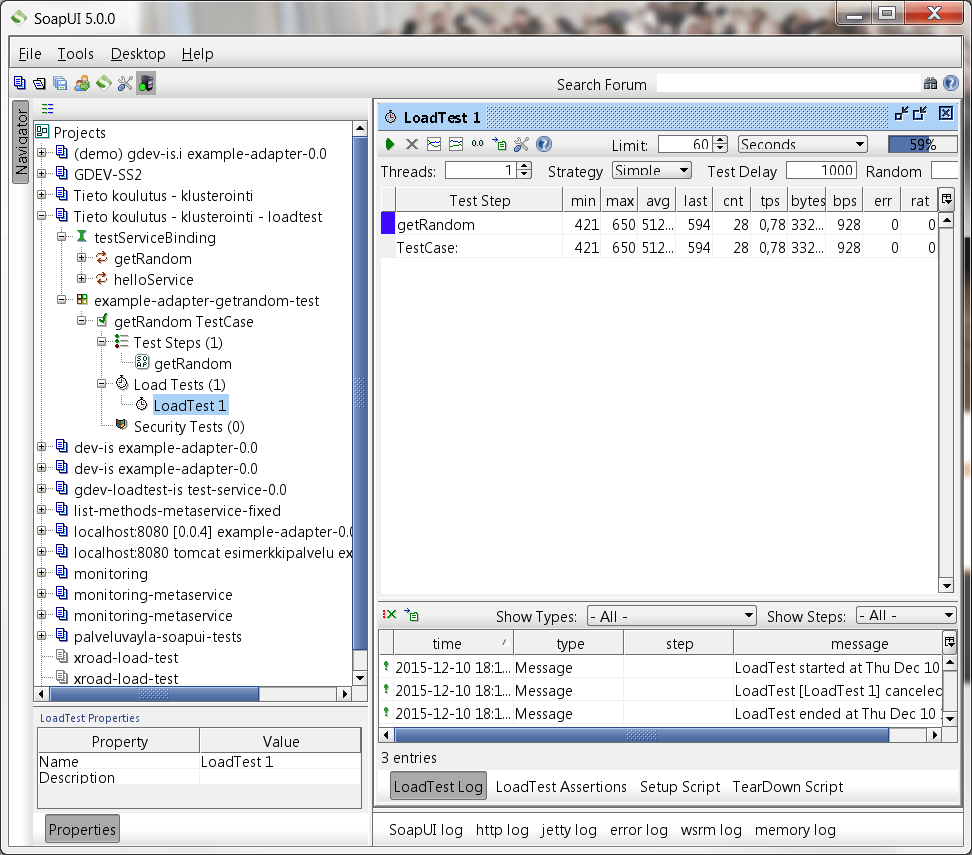 SoapUI 5.0.0
File Tools Desktop Help
Search Forum
Navigator
Projects
(demo) gdev-is.i example-adapter-0.0
GDEV-SS2
Tieto koulutus - klusterointi
Tieto koulutus - klusterointi - loadtest
testServiceBinding
getRandom
helloService
example-adapter-getrandom-test
getRandom TestCase
Test Steps (1)
getRandom
Load Tests (1)
LoadTest 1
Security Tests (0)
dev-is example-adapter-0.0
dev-is example-adapter-0.0
gdev-loadtest-is test-service-0.0
list-methods-metaservice-fixed
localhost:8080 [0.0.4] example-adapter-0.
localhost:8080 tomcat esimerkkipalvelu ex
monitoring
monitoring-metaservice
monitoring-metaservice
palveluvayla-soapui-tests
xroad-load-test
xroad-load-test
LoadTest Properties
Property Value
Name LoadTest 1
Description
Properties
LoadTest 1
0.0 Limit: 60 Seconds 59%
Threads: 1 Strategy Simple Test Delay 1000 Random
Test Step min max avg last cnt tps bytes bps err rat
getRandom 421 650 512... 594 28 0,78 332... 928 0 0
TestCase: 421 650 512... 594 28 0,78 332... 928 0 0
Show Types: - All - Show Steps: - All -
time type step message
2015-12-10 18:1... Message LoadTest started at Thu Dec 10
2015-12-10 18:1... Message LoadTest [LoadTest 1] canceled
2015-12-10 18:1... Message LoadTest ended at Thu Dec 10
3 entries
LoadTest Log LoadTest Assertions Setup Script TearDown Script
SoapUI log http log jetty log error log wsrm log memory log